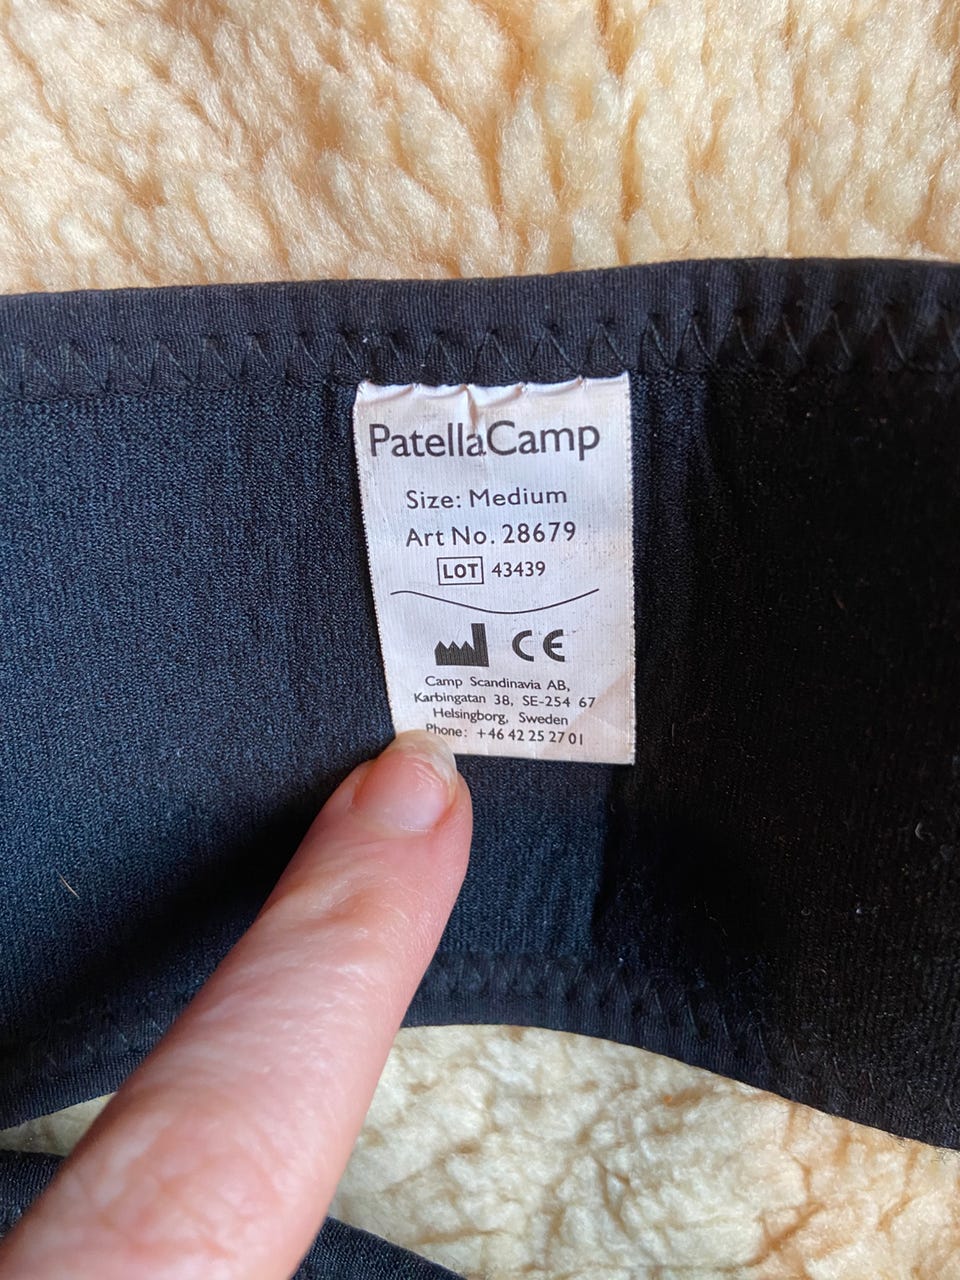 PatellaCamp
Size: Medium
Art No. 28679
LOT 43439
CE
Camp Scandinavia AB,
Karbingatan 38, SE-254 67
Helsingborg, Sweden
Phone: +46 42 25 27 01